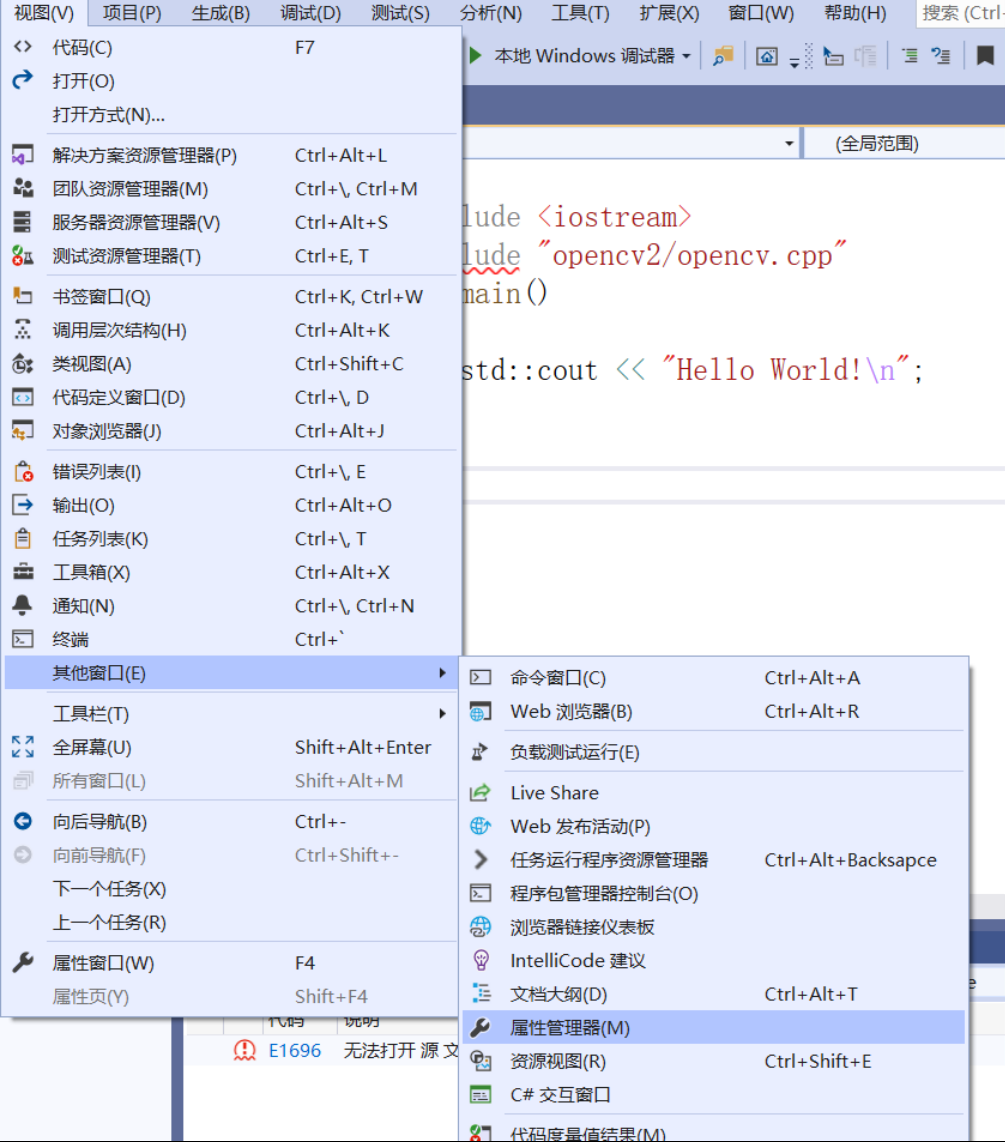 视图(V) 项目(P) 生成(B) 调试(D) 测试(S) 分析(N) 工具(T) 扩展(X) 窗口(W) 帮助(H) 搜索 (Ctrl+
代码(C) F7
本地 Windows 调试器
打开(O)
打开方式(N)...
(全局范围)
解决方案资源管理器(P) Ctrl+Alt+L
团队资源管理器(M) Ctrl+\, Ctrl+M
lude <iostream>
服务器资源管理器(V) Ctrl+Alt+S
测试资源管理器(T) Ctrl+E, T
lude "opencv2/opencv.cpp"
书签窗口(Q) Ctrl+K, Ctrl+W
main()
调用层次结构(H) Ctrl+Alt+K
类视图(A) Ctrl+Shift+C
std::cout << "Hello World!\n";
代码定义窗口(D) Ctrl+\, D
对象浏览器(J) Ctrl+Alt+J
错误列表(I) Ctrl+\, E
输出(O) Ctrl+Alt+O
任务列表(K) Ctrl+\, T
工具箱(X) Ctrl+Alt+X
通知(N) Ctrl+\, Ctrl+N
终端 Ctrl+`
其他窗口(E)
工具栏(T)
全屏幕(U) Shift+Alt+Enter
所有窗口(L) Shift+Alt+M
向后导航(B) Ctrl+-
向前导航(F) Ctrl+Shift+-
下一个任务(X)
上一个任务(R)
属性窗口(W) F4
属性页(Y) Shift+F4
命令窗口(C) Ctrl+Alt+A
Web 浏览器(B) Ctrl+Alt+R
负载测试运行(E)
Live Share
Web 发布活动(P)
任务运行程序资源管理器 Ctrl+Alt+Backsapce
程序包管理器控制台(O)
浏览器链接仪表板
IntelliCode 建议
文档大纲(D) Ctrl+Alt+T
属性管理器(M)
资源视图(R) Ctrl+Shift+E
C# 交互窗口
代码度量值结果(M)
代码 说明
E1696 无法打开 源 文